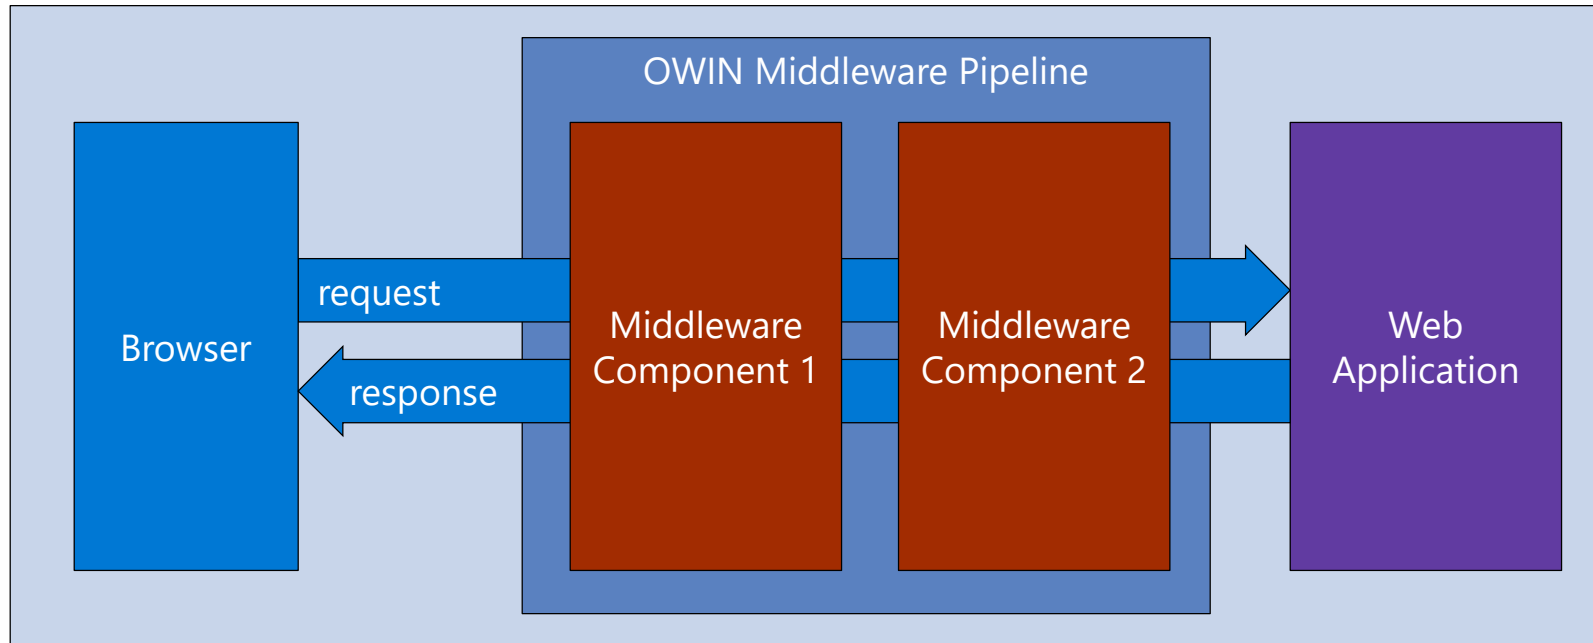 OWIN Middleware Pipeline
Browser
request
response
Middleware
Component 1
Middleware
Component 2
Web
Application